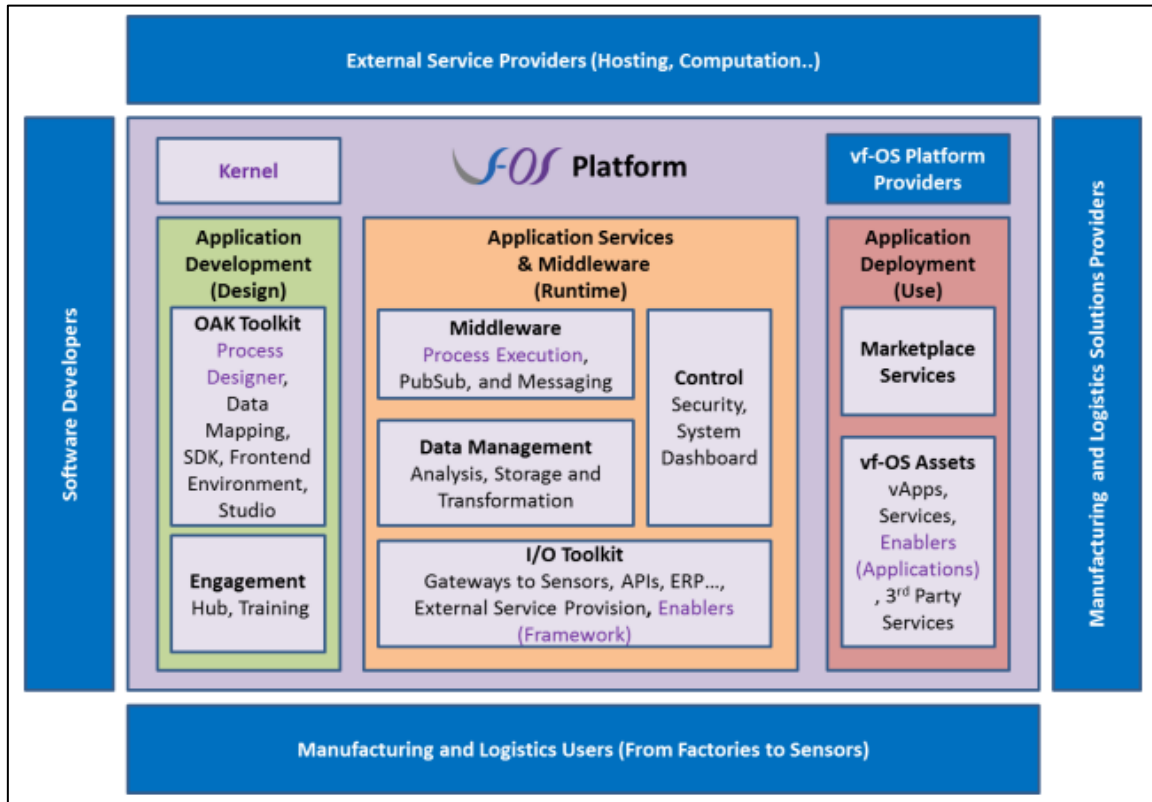 External Service Providers (Hosting, Computation..)
Software Developers
Kernel
vf-OS Platform
vf-OS Platform
Providers
Application
Development
(Design)
OAK Toolkit
Process
Designer,
Data
Mapping,
SDK, Frontend
Environment,
Studio
Engagement
Hub, Training
Application Services
& Middleware
(Runtime)
Middleware
Process Execution,
PubSub, and Messaging
Data Management
Analysis, Storage and
Transformation
Control
Security,
System
Dashboard
I/O Toolkit
Gateways to Sensors, APIs, ERP...,
External Service Provision, Enablers
(Framework)
Application
Deployment
(Use)
Marketplace
Services
vf-OS Assets
vApps,
Services,
Enablers
(Applications)
, 3rd Party
Services
Manufacturing and Logistics Solutions Providers
Manufacturing and Logistics Users (From Factories to Sensors)